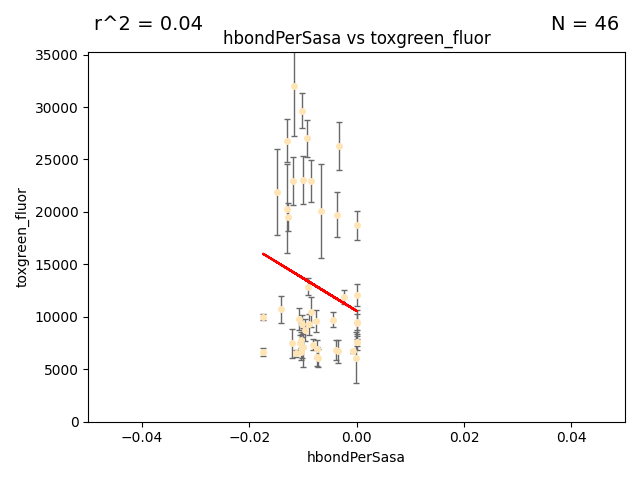 r^2 = 0.04
N = 46
hbondPerSasa vs toxgreen_fluor
toxgreen_fluor
35000
30000
25000
20000
15000
10000
5000
0
−0.04
−0.02
0.00
0.02
0.04
hbondPerSasa